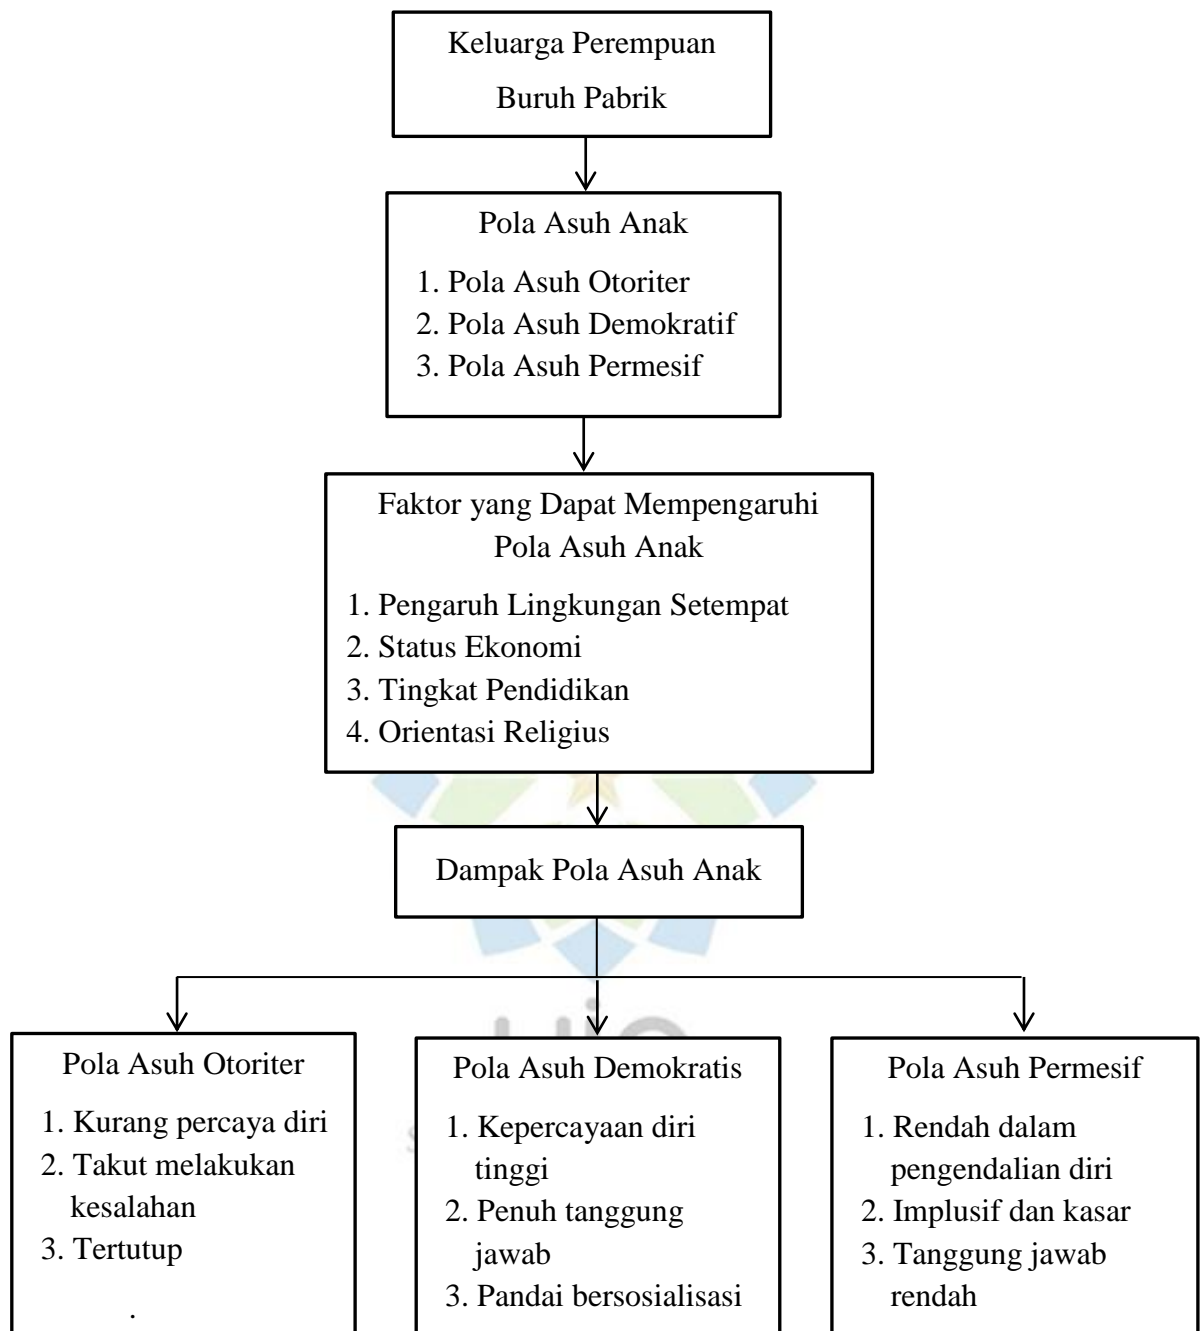 Keluarga Perempuan
Buruh Pabrik
Pola Asuh Anak
1. Pola Asuh Otoriter
2. Pola Asuh Demokratif
3. Pola Asuh Permesif
Faktor yang Dapat Mempengaruhi
Pola Asuh Anak
1. Pengaruh Lingkungan Setempat
2. Status Ekonomi
3. Tingkat Pendidikan
4. Orientasi Religius
Dampak Pola Asuh Anak
Pola Asuh Otoriter
1. Kurang percaya diri
2. Takut melakukan
kesalahan
3. Tertutup
.
Pola Asuh Demokratis
1. Kepercayaan diri
tinggi
2. Penuh tanggung
jawab
3. Pandai bersosialisasi
Pola Asuh Permesif
1. Rendah dalam
pengendalian diri
2. Implusif dan kasar
3. Tanggung jawab
rendah